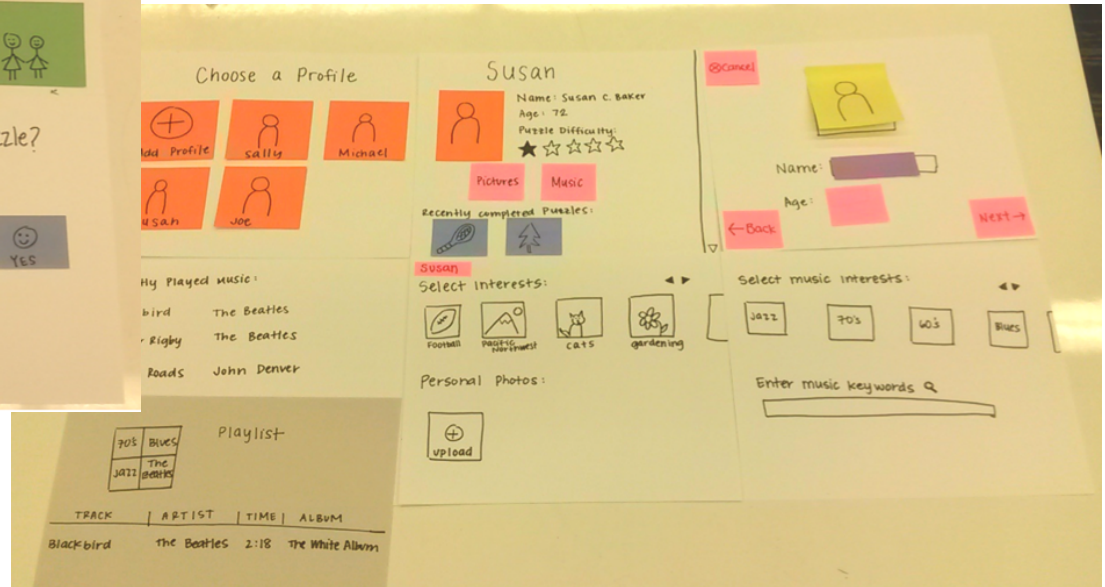 zzle?
YES
Choose a Profile
dd Profile
Sally
Michael
usan
Joe
Susan
Name: Susan C. Baker
Age: 72
Puzzle Difficulty:
Pictures
Music
Recently completed Puzzles:
Cancel
Name:
Age:
←Back
Next→
tly Played Music:
bird The Beatles
Rigby The Beatles
Roads John Denver
Susan
Select Interests:
Football
Pacific Northwest
cats
gardening
Personal Photos:
upload
Select music interests:
Jazz
70's
60's
Blues
Enter music keywords
70's
Blues
Jazz
The Beatles
Playlist
TRACK | ARTIST | TIME | ALBUM
Blackbird The Beatles 2:18 The White Album